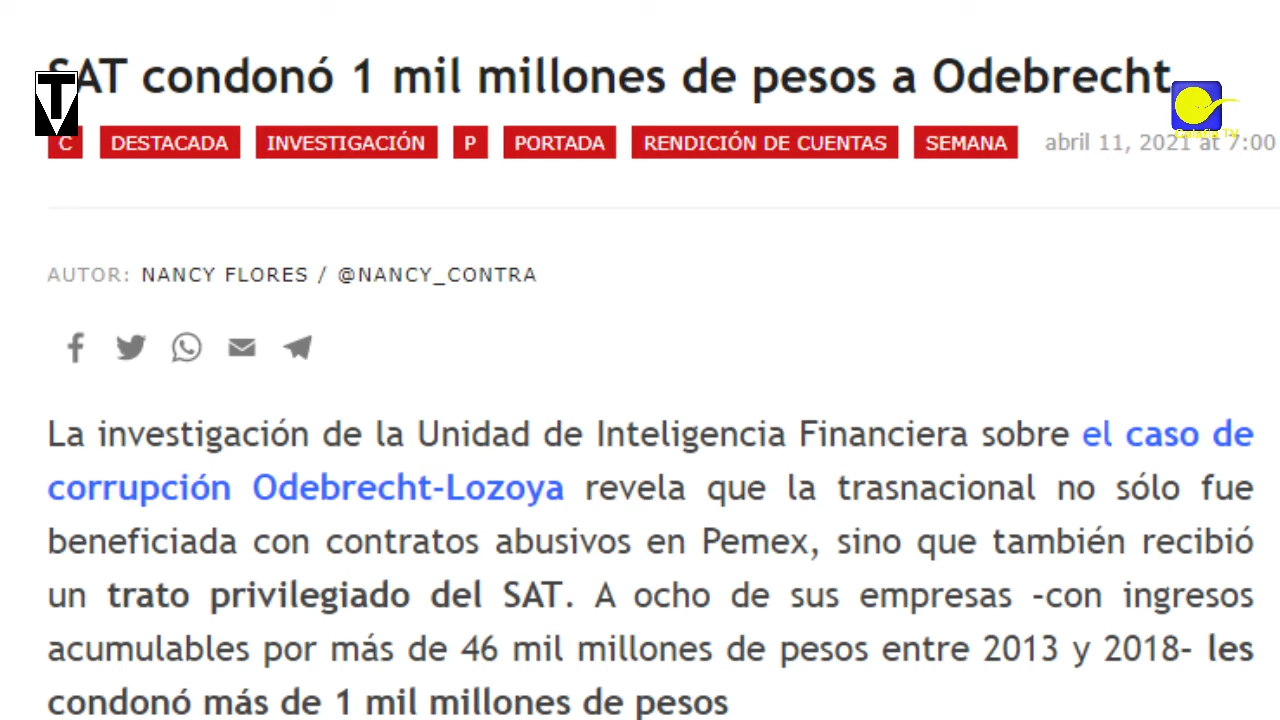 SAT condonó 1 mil millones de pesos a Odebrecht
C DESTACADA INVESTIGACIÓN P PORTADA RENDICIÓN DE CUENTAS SEMANA abril 11, 2021 at 7:00
AUTOR: NANCY FLORES / @NANCY_CONTRA
La investigación de la Unidad de Inteligencia Financiera sobre el caso de
corrupción Odebrecht-Lozoya revela que la trasnacional no sólo fue
beneficiada con contratos abusivos en Pemex, sino que también recibió
un trato privilegiado del SAT. A ocho de sus empresas –con ingresos
acumulables por más de 46 mil millones de pesos entre 2013 y 2018– les
condonó más de 1 mil millones de pesos